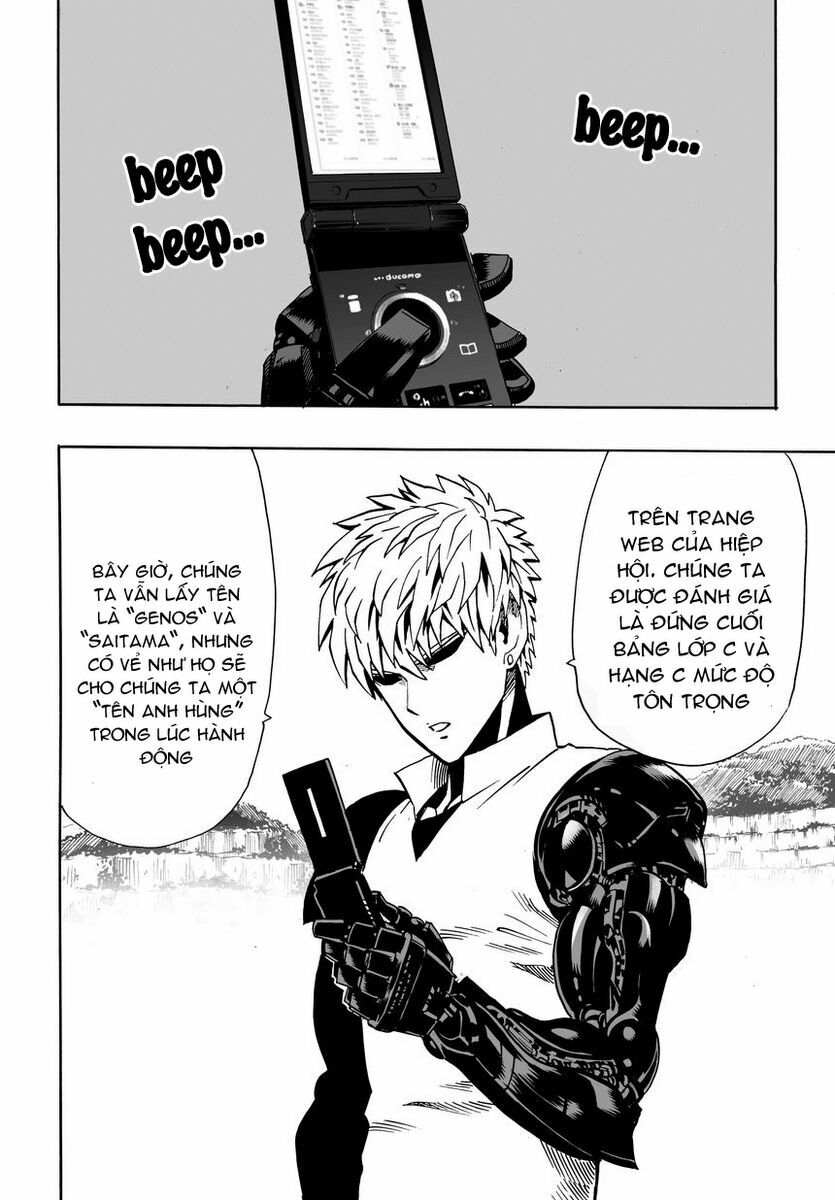 beep...
beep
beep...
ducomo
TRÊN TRANG
WEB CỦA HIỆP
HỘI. CHÚNG TA
ĐƯỢC ĐÁNH GIÁ
LÀ ĐỨNG CUỐI
BẢNG LỚP C VÀ
HẠNG C MỨC ĐỘ
TÔN TRỌNG
BÂY GIỜ, CHÚNG
TA VẪN LẤY TÊN
LÀ "GENOS" VÀ
"SAITAMA", NHƯNG
CÓ VẺ NHƯ HỌ SẼ
CHO CHÚNG TA MỘT
"TÊN ANH HÙNG"
TRONG LÚC HÀNH
ĐỘNG